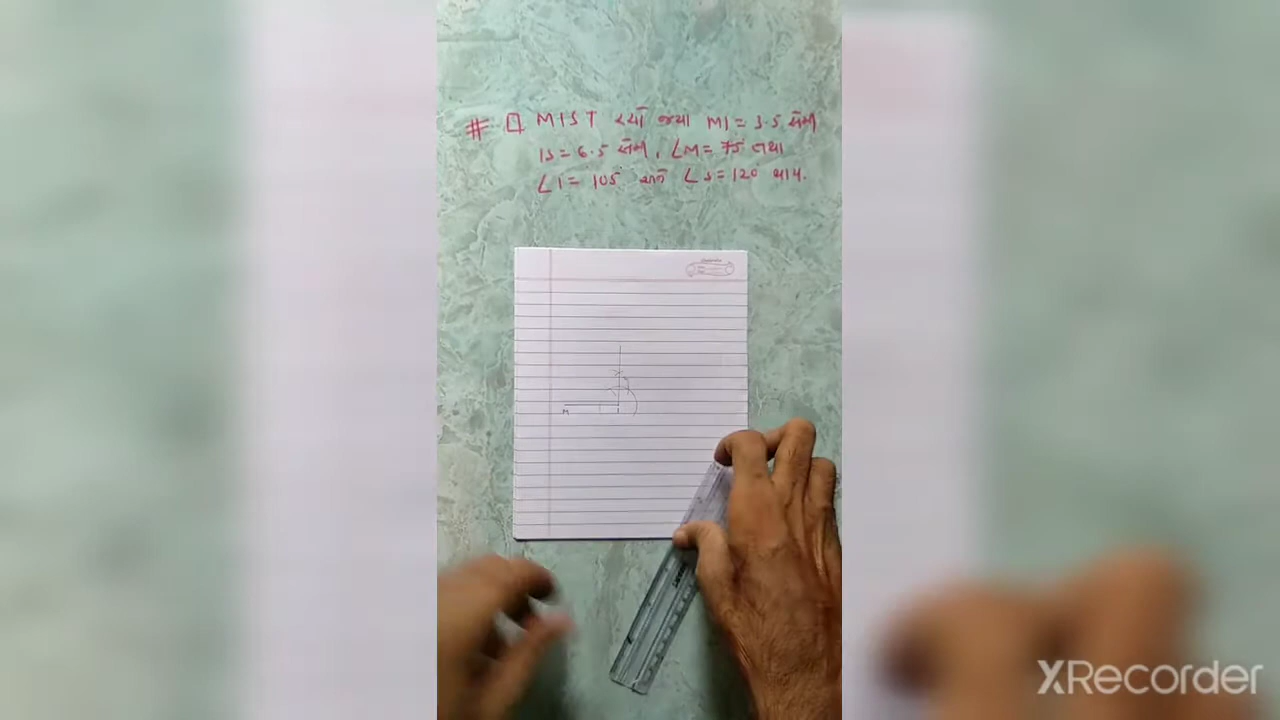 # □ MIST રચો જ્યાં MI = 3.5 સેમી
IS = 6.5 સેમી, ∠M = 75° તથા
∠I = 105° અને ∠S = 120° થાય.
M
I
XRecorder